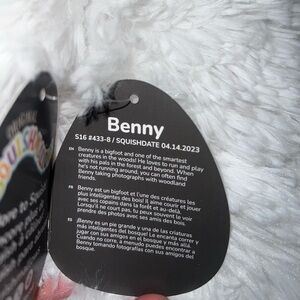 Benny
S16 #433-8 / SQUISHDATE 04.14.2023
EN
Benny is a bigfoot and one of the smartest
creatures in the woods! He loves to run and play
with his pals in the forest and beyond. When
he's not running around, you can often find
Benny taking photographs with woodland
friends.
FR
Benny est un bigfoot et l'une des créatures les
plus intelligentes des bois! Il aime courir et jouer
avec ses copains dans la forêt et au-delà.
Lorsqu'il ne court pas, tu peux souvent le voir
prendre des photos avec ses amis des bois.
ES
¡Benny es un pie grande y una de las criaturas
más inteligentes del bosque! Le encanta correr y
jugar con sus amigos en el bosque y más allá.
Cuando no corre, a menudo puedes encontrar a
Benny tomando fotografías con sus amigos del
bosque.
ORIGINAL